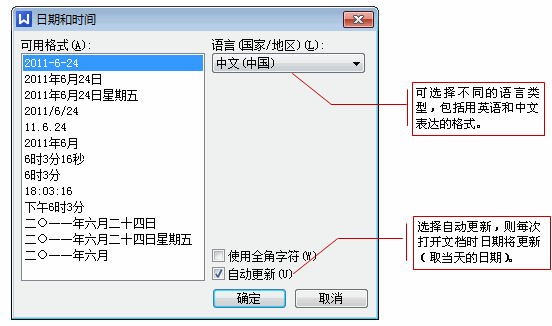 日期和时间
可用格式(A):
语言(国家/地区)(L):
2011-6-24
中文(中国)
2011年6月24日
2011年6月24日星期五
2011/6/24
11.6.24
2011年6月
6时3分16秒
6时3分
18:03:16
下午6时3分
二〇一一年六月二十四日
二〇一一年六月二十四日星期五
二〇一一年六月
可选择不同的语言类
型，包括用英语和中文
表达的格式。
使用全角字符(W)
自动更新(U)
选择自动更新，则每次
打开文档时日期将更新
（取当天的日期）。
确定
取消